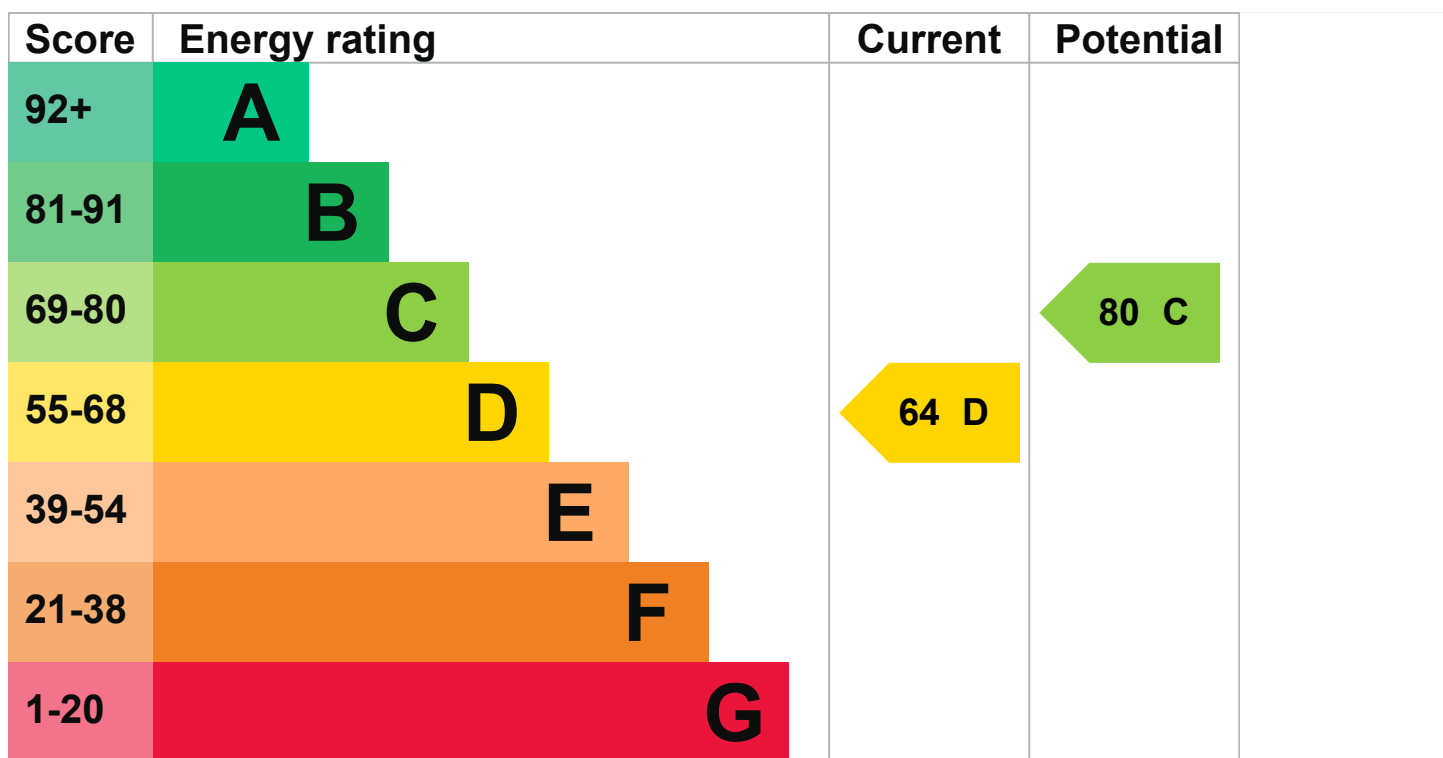 Score Energy rating Current Potential
92+ A
81-91 B
69-80 C 80 C
55-68 D 64 D
39-54 E
21-38 F
1-20 G